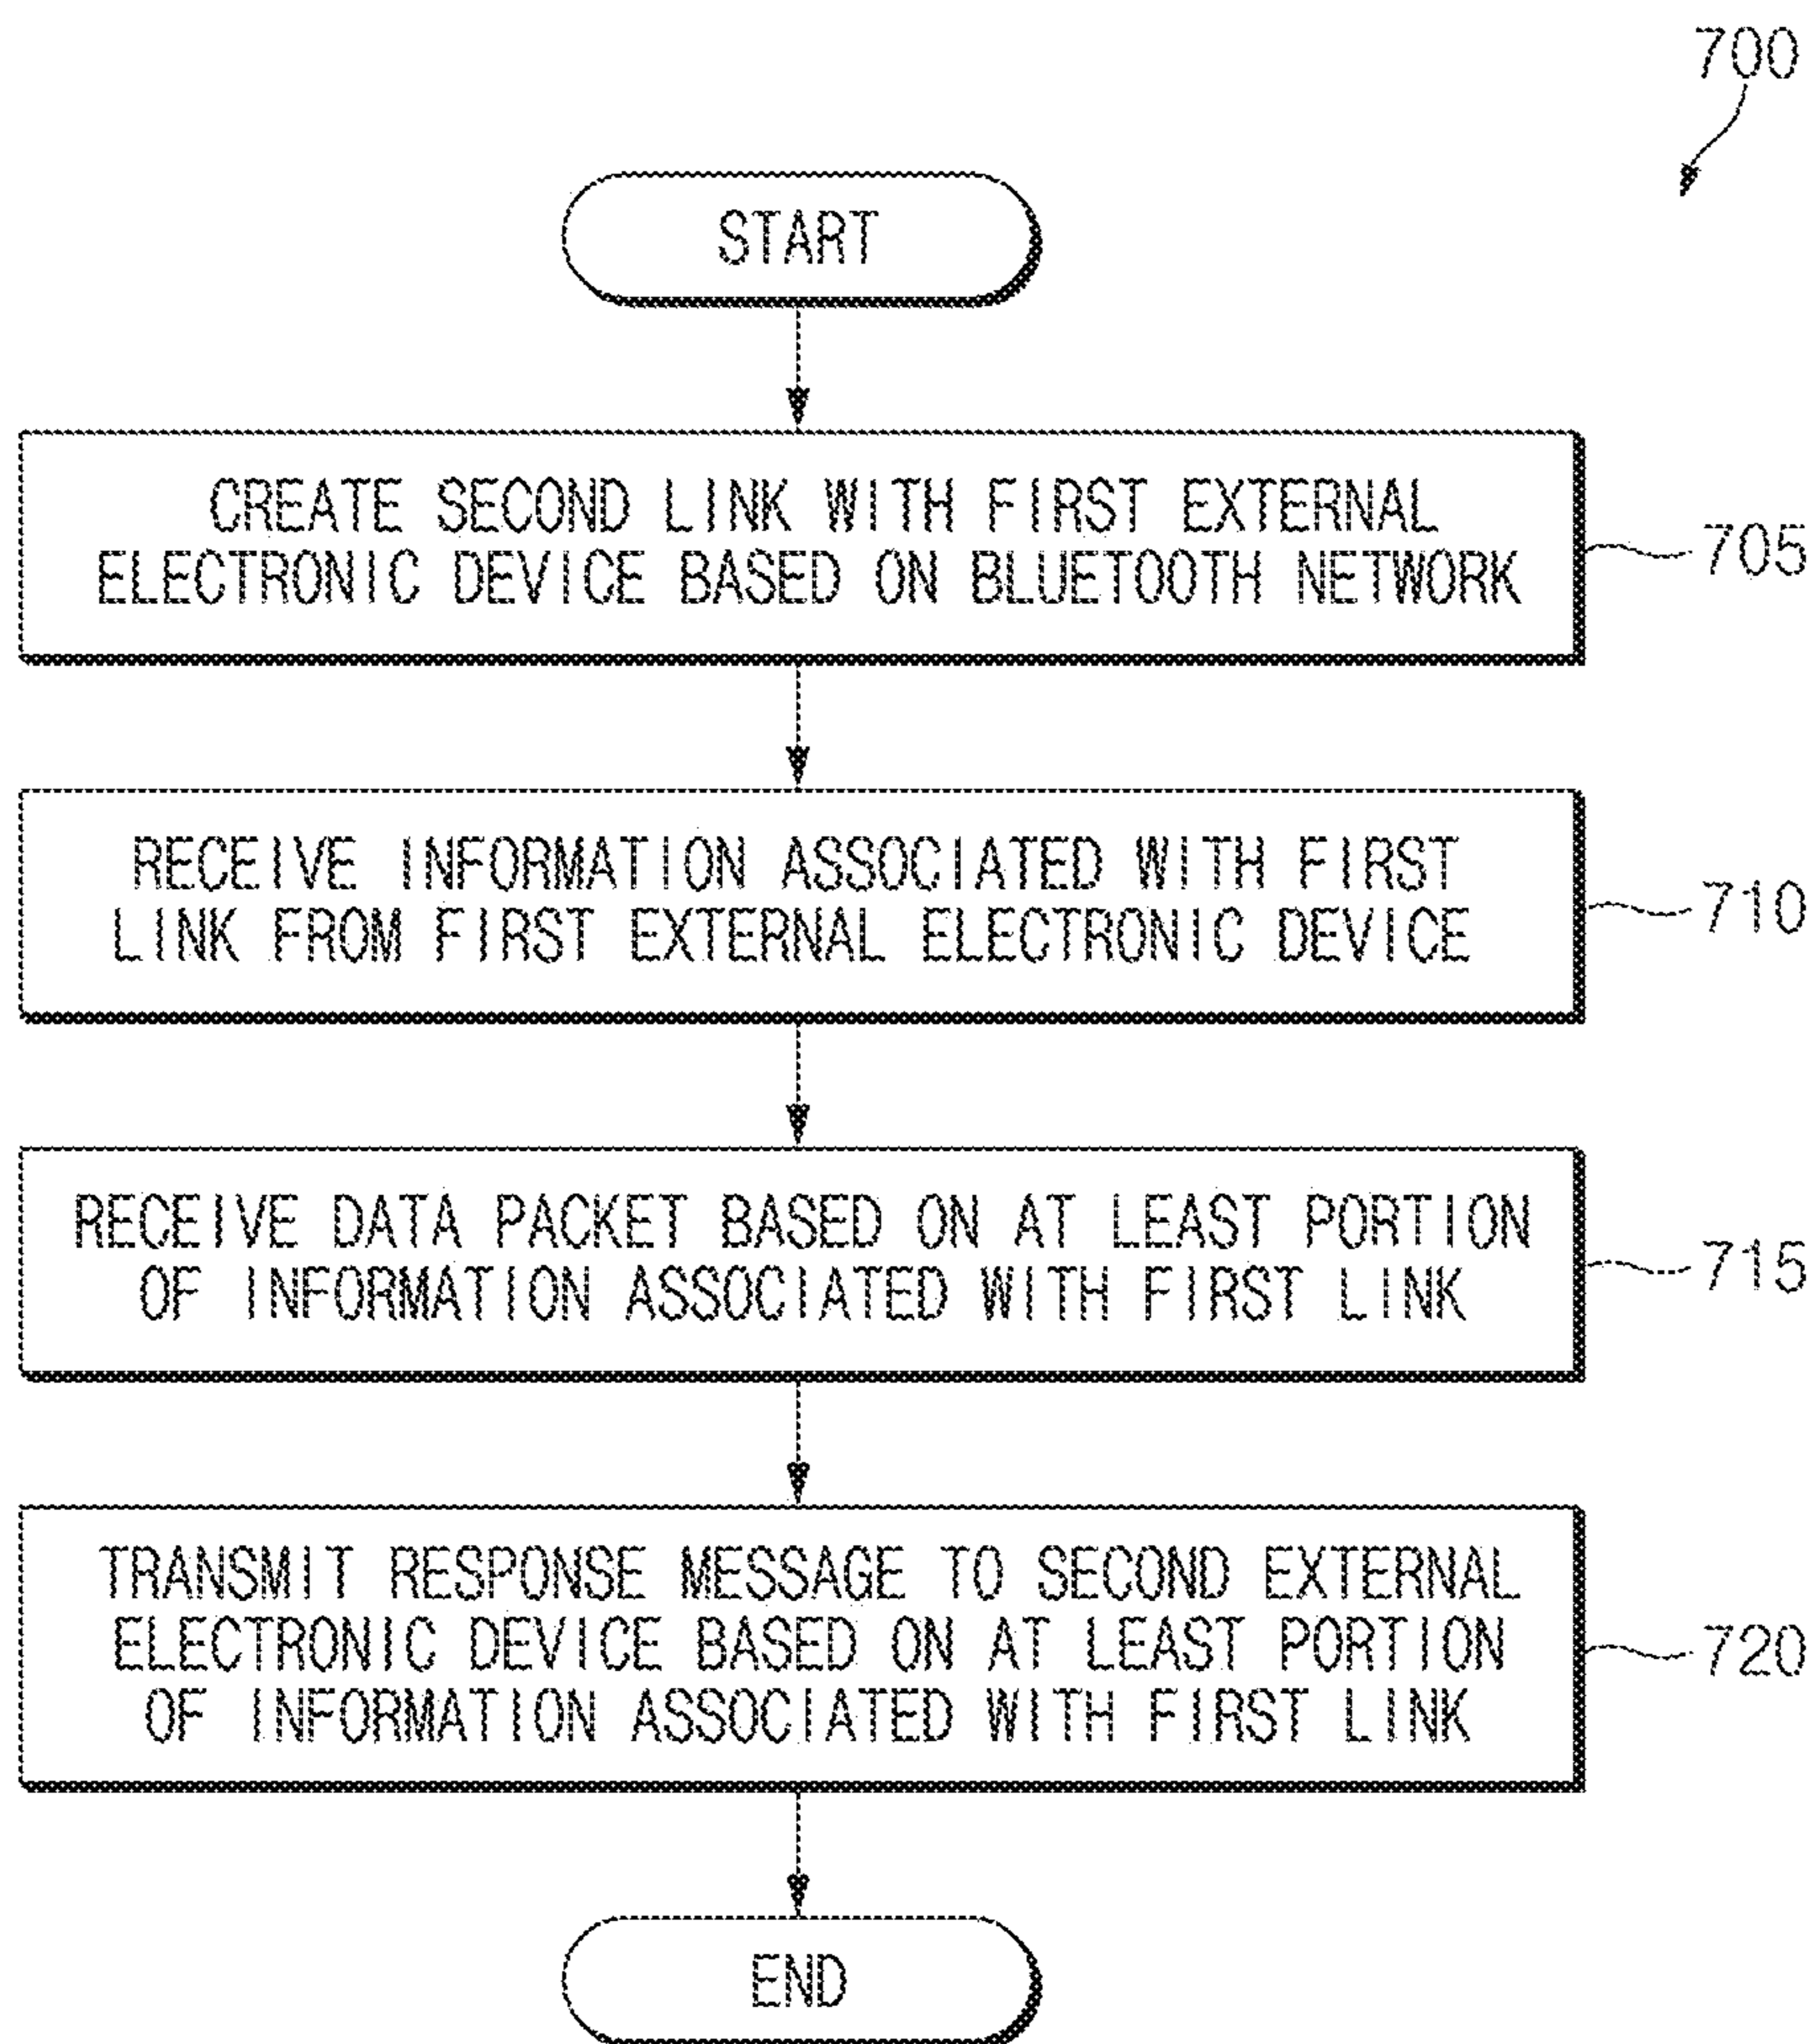 700
START
CREATE SECOND LINK WITH FIRST EXTERNAL
ELECTRONIC DEVICE BASED ON BLUETOOTH NETWORK
705
RECEIVE INFORMATION ASSOCIATED WITH FIRST
LINK FROM FIRST EXTERNAL ELECTRONIC DEVICE
710
RECEIVE DATA PACKET BASED ON AT LEAST PORTION
OF INFORMATION ASSOCIATED WITH FIRST LINK
715
TRANSMIT RESPONSE MESSAGE TO SECOND EXTERNAL
ELECTRONIC DEVICE BASED ON AT LEAST PORTION
OF INFORMATION ASSOCIATED WITH FIRST LINK
720
END